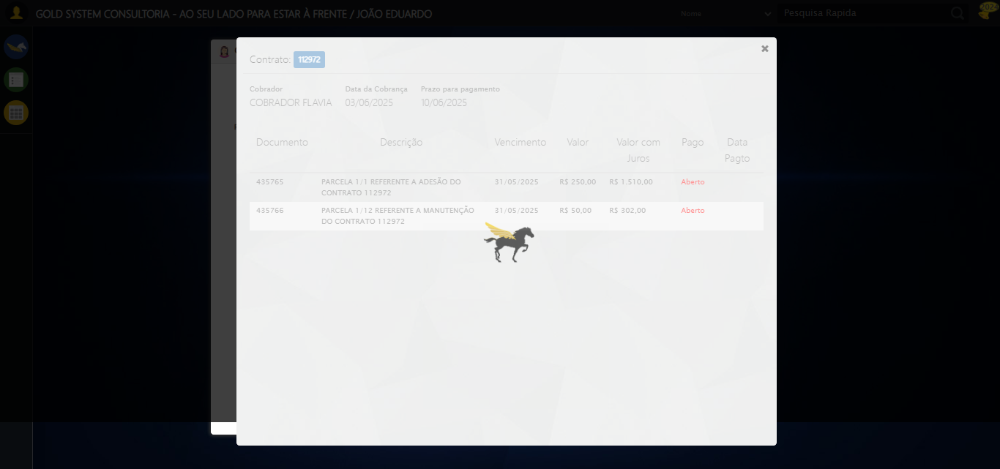 GOLD SYSTEM CONSULTORIA - AO SEU LADO PARA ESTAR À FRENTE / JOÃO EDUARDO
Nome
Pesquisa Rapida
202
Contrato: 112972
Cobrador Data da Cobrança Prazo para pagamento
COBRADOR FLAVIA 03/06/2025 10/06/2025
Documento Descrição Vencimento Valor Valor com Juros Pago Data Pagto
435765 PARCELA 1/1 REFERENTE A ADESÃO DO CONTRATO 112972 31/05/2025 R$ 250,00 R$ 1.510,00 Aberto
435766 PARCELA 1/12 REFERENTE A MANUTENÇÃO DO CONTRATO 112972 31/05/2025 R$ 50,00 R$ 302,00 Aberto